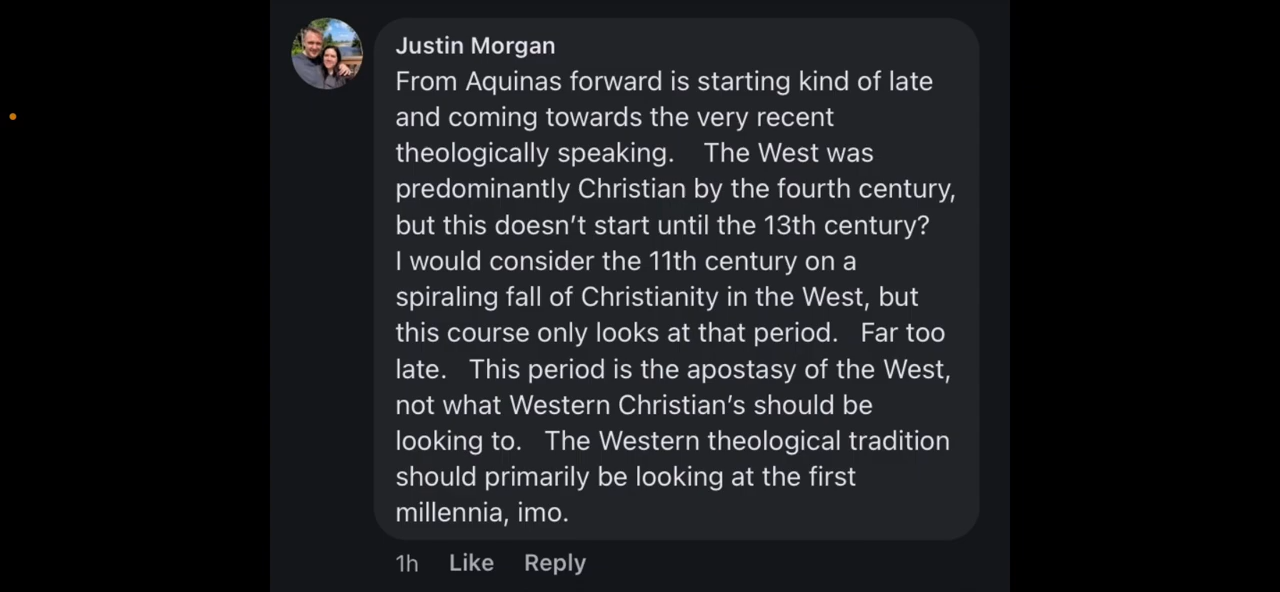 Justin Morgan
From Aquinas forward is starting kind of late
and coming towards the very recent
theologically speaking.    The West was
predominantly Christian by the fourth century,
but this doesn't start until the 13th century?
I would consider the 11th century on a
spiraling fall of Christianity in the West, but
this course only looks at that period.   Far too
late.   This period is the apostasy of the West,
not what Western Christian's should be
looking to.   The Western theological tradition
should primarily be looking at the first
millennia, imo.
1h Like Reply